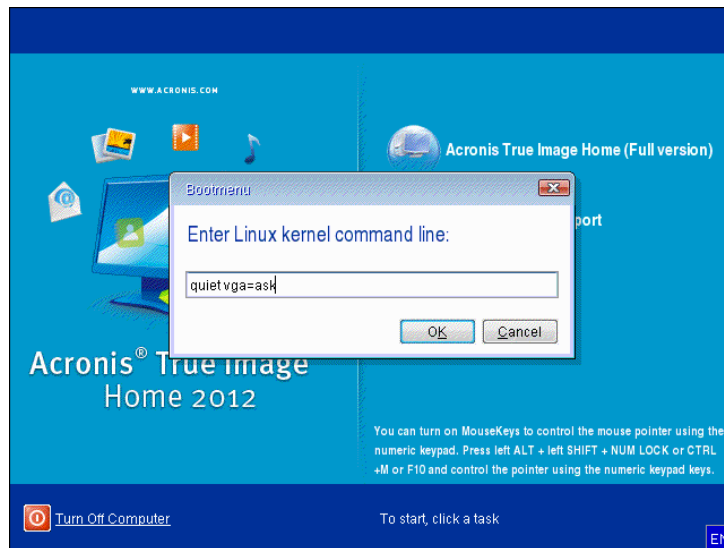 WWW.ACRONIS.COM
Acronis True Image Home (Full version)
port
Bootmenu
Enter Linux kernel command line:
quiet vga=ask
OK
Cancel
Acronis® True Image
Home 2012
You can turn on MouseKeys to control the mouse pointer using the
numeric keypad. Press left ALT + left SHIFT + NUM LOCK or CTRL
+M or F10 and control the pointer using the numeric keypad keys.
Turn Off Computer
To start, click a task
EN